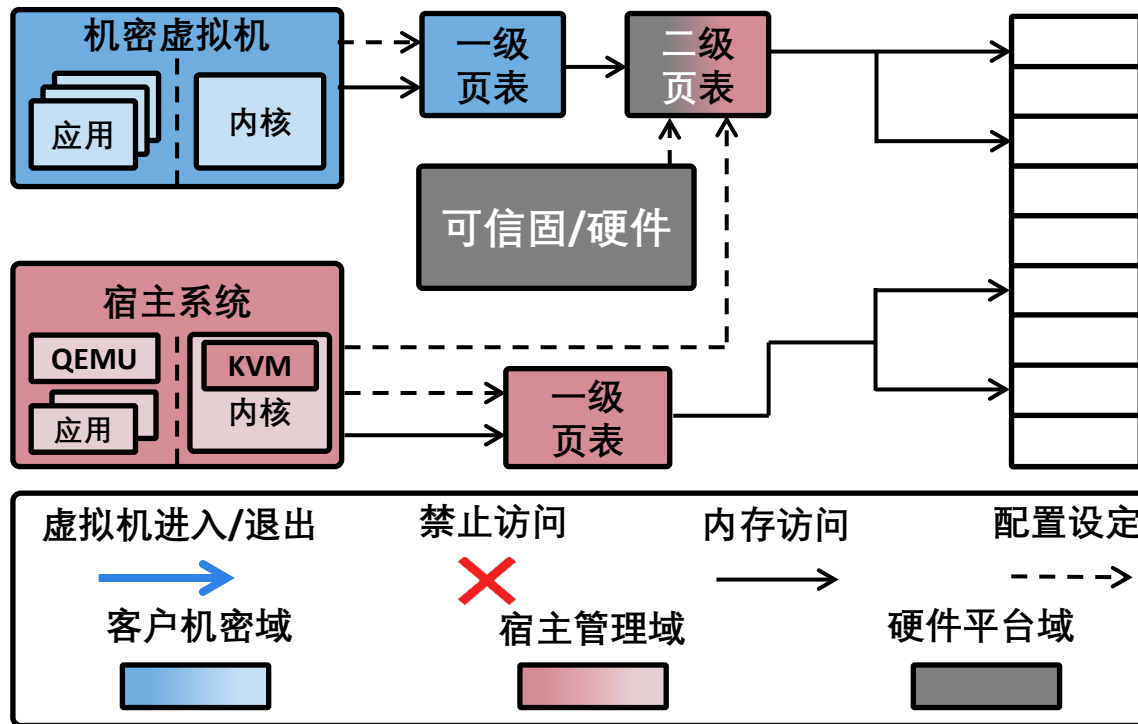 机密虚拟机
应用
内核
一级
页表
二级
页表
可信固/硬件
宿主系统
QEMU
应用
KVM
内核
一级
页表
虚拟机进入/退出
禁止访问
内存访问
配置设定
客户机密域
宿主管理域
硬件平台域